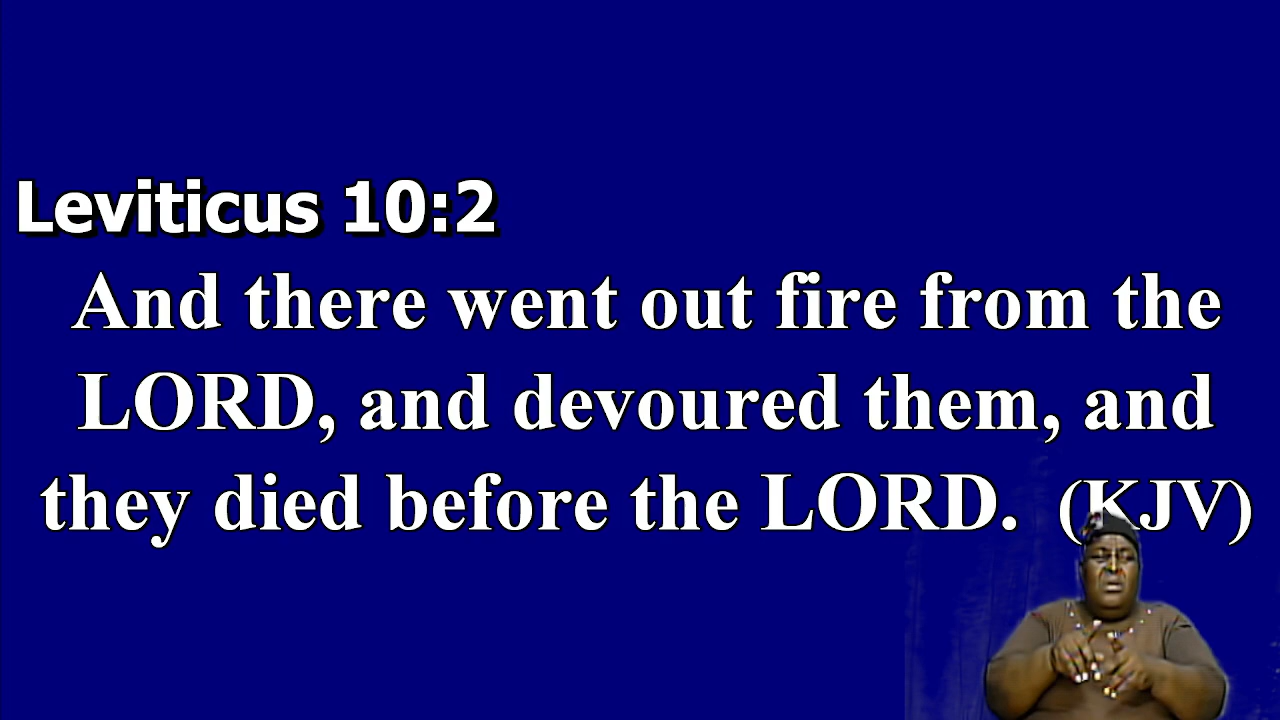 Leviticus 10:2
And there went out fire from the
LORD, and devoured them, and
they died before the LORD. (KJV)